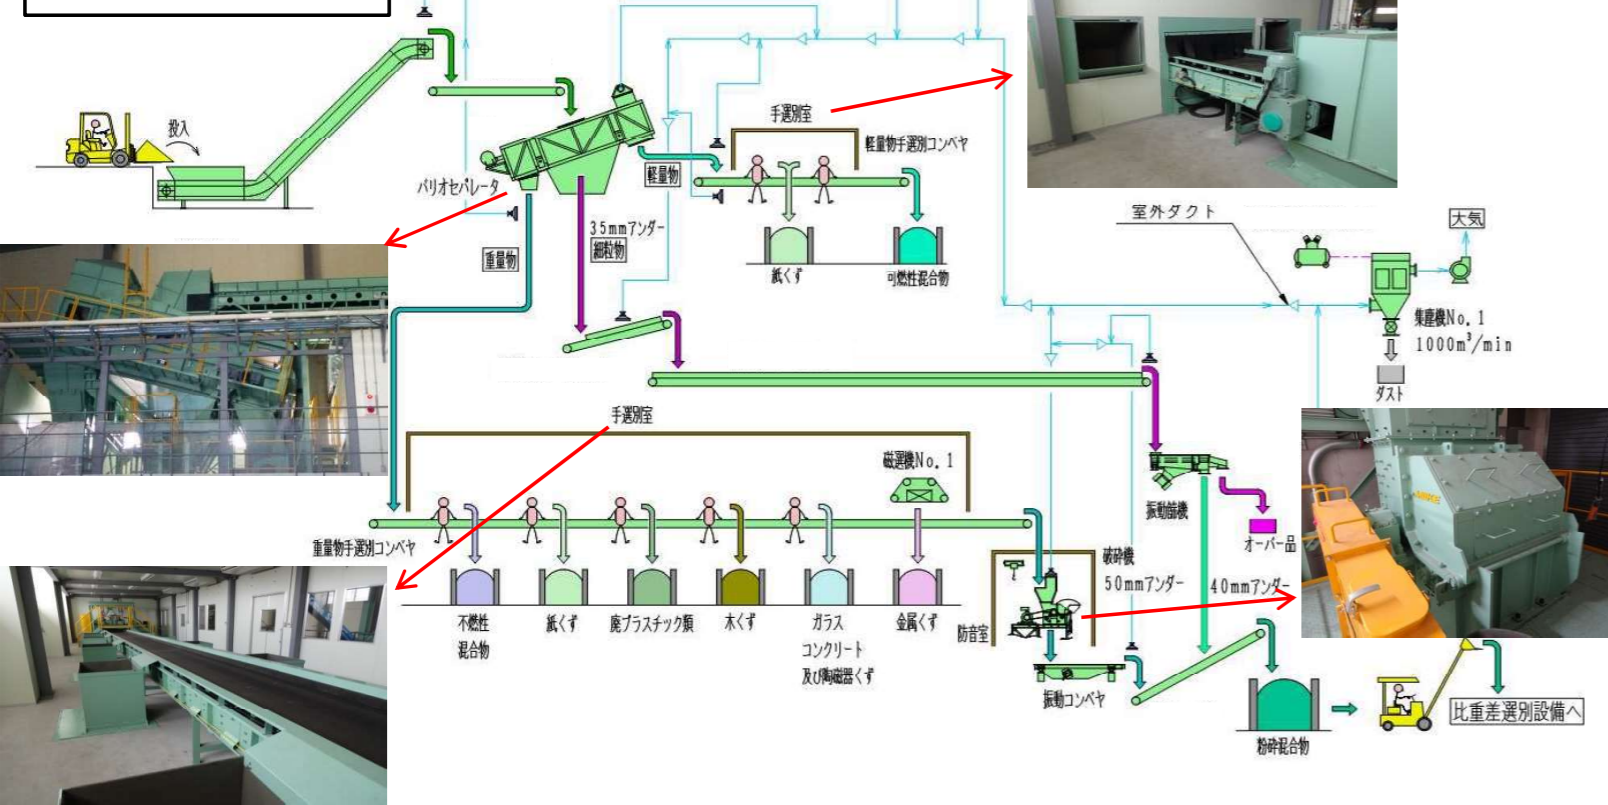 投入
バリオセパレータ
軽量物
手選別室
軽量物手選別コンベヤ
紙くず
可燃性混合物
重量物
35mmアンダー
細粒物
室外ダクト
大気
集塵機No.1
1000m³/min
ダスト
手選別室
磁選機No.1
重量物手選別コンベヤ
不燃性
混合物
紙くず
廃プラスチック類
木くず
ガラス
コンクリート
及び陶磁器くず
金属くず
防音室
破砕機
50mmアンダー
振動篩機
オーバー品
40mmアンダー
振動コンベヤ
粉砕混合物
比重差選別設備へ